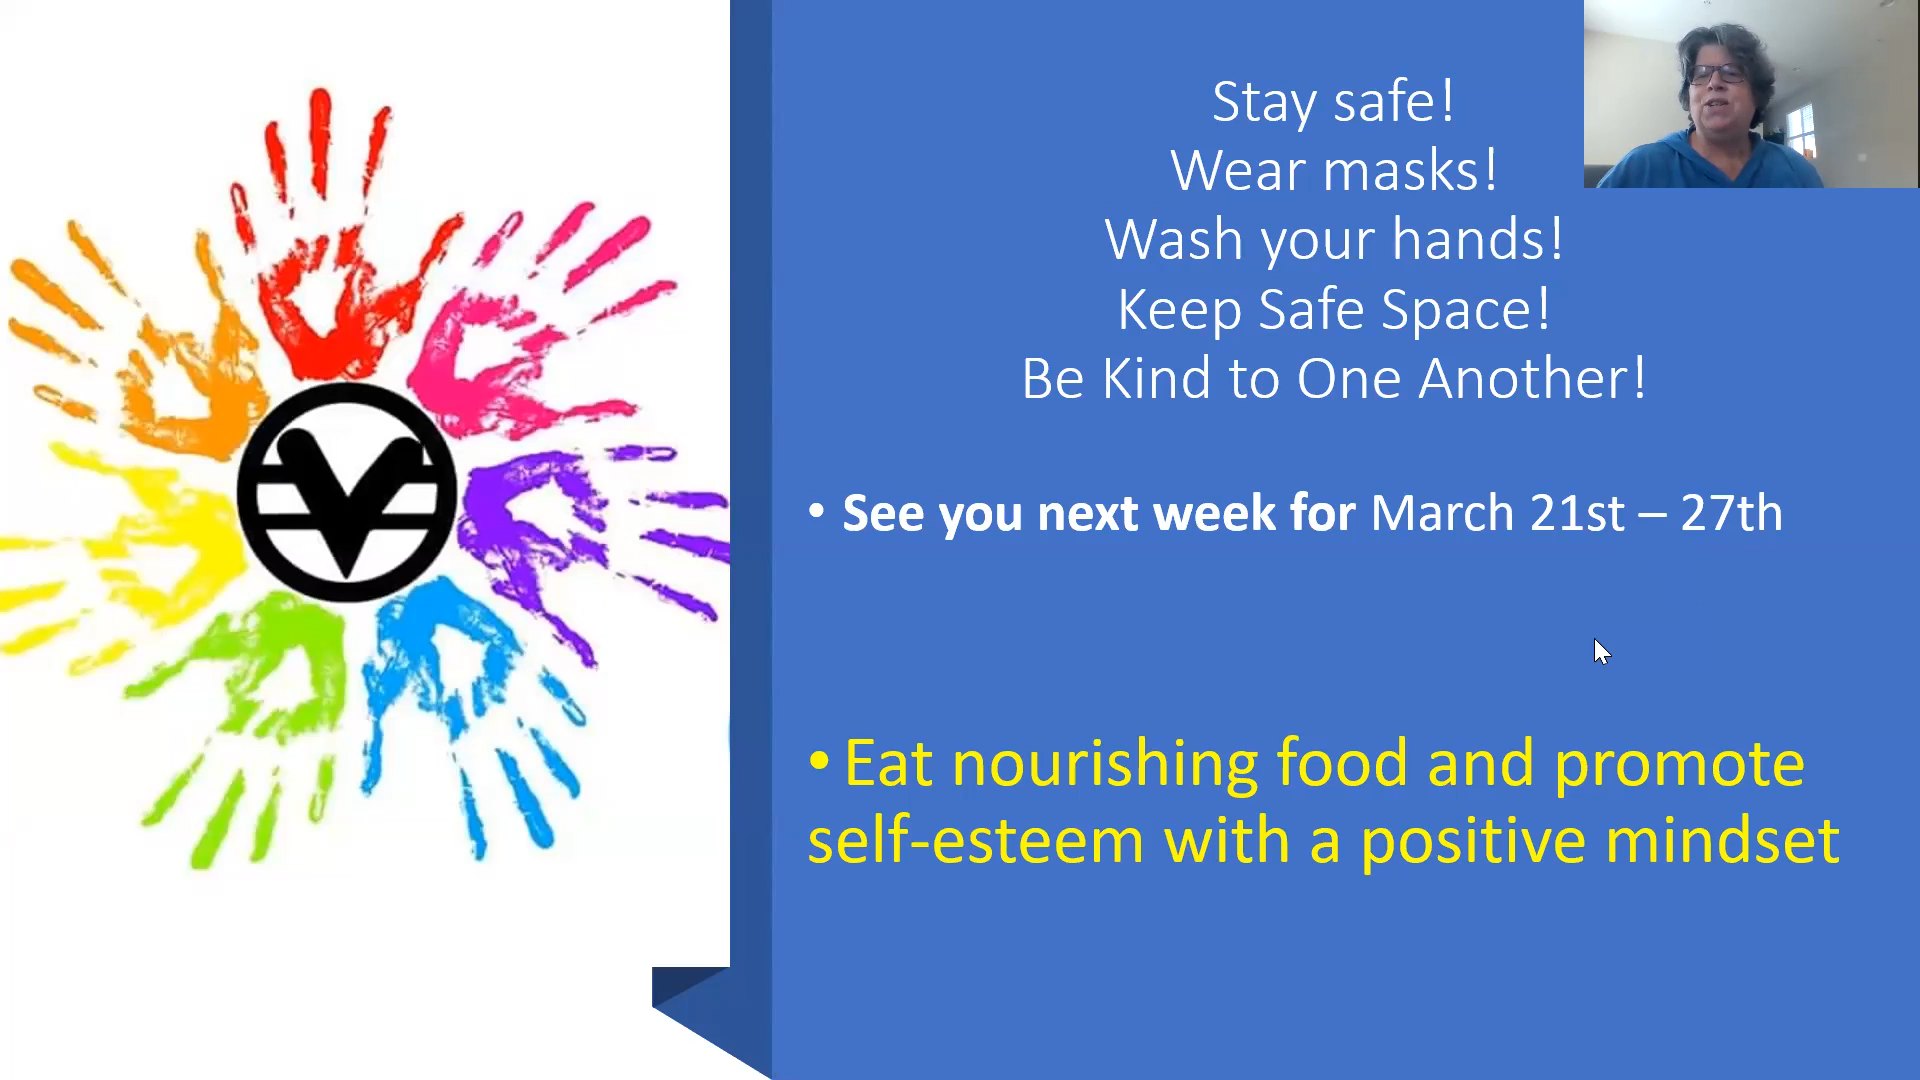 Stay safe!
Wear masks!
Wash your hands!
Keep Safe Space!
Be Kind to One Another!
• See you next week for March 21st – 27th
• Eat nourishing food and promote
self-esteem with a positive mindset
V